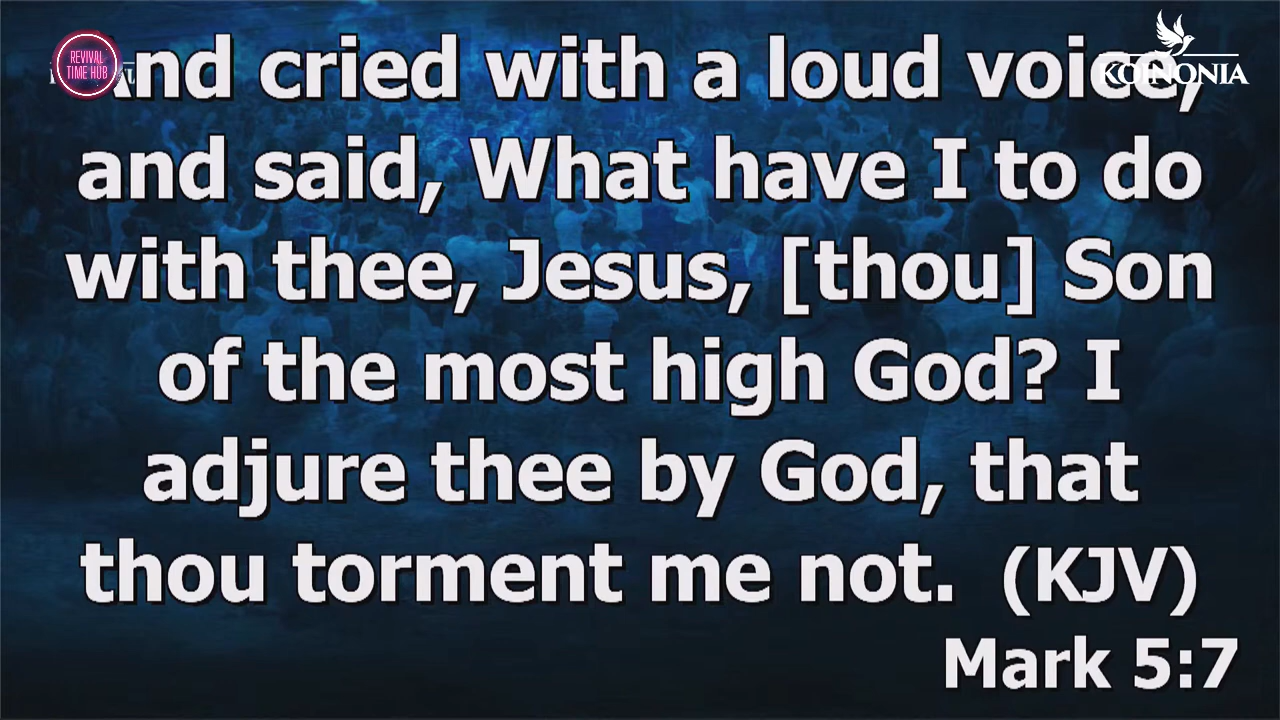 REVIVAL
TIME HUB
KOINONIA
And cried with a loud voice,
and said, What have I to do
with thee, Jesus, [thou] Son
of the most high God? I
adjure thee by God, that
thou torment me not. (KJV)
Mark 5:7